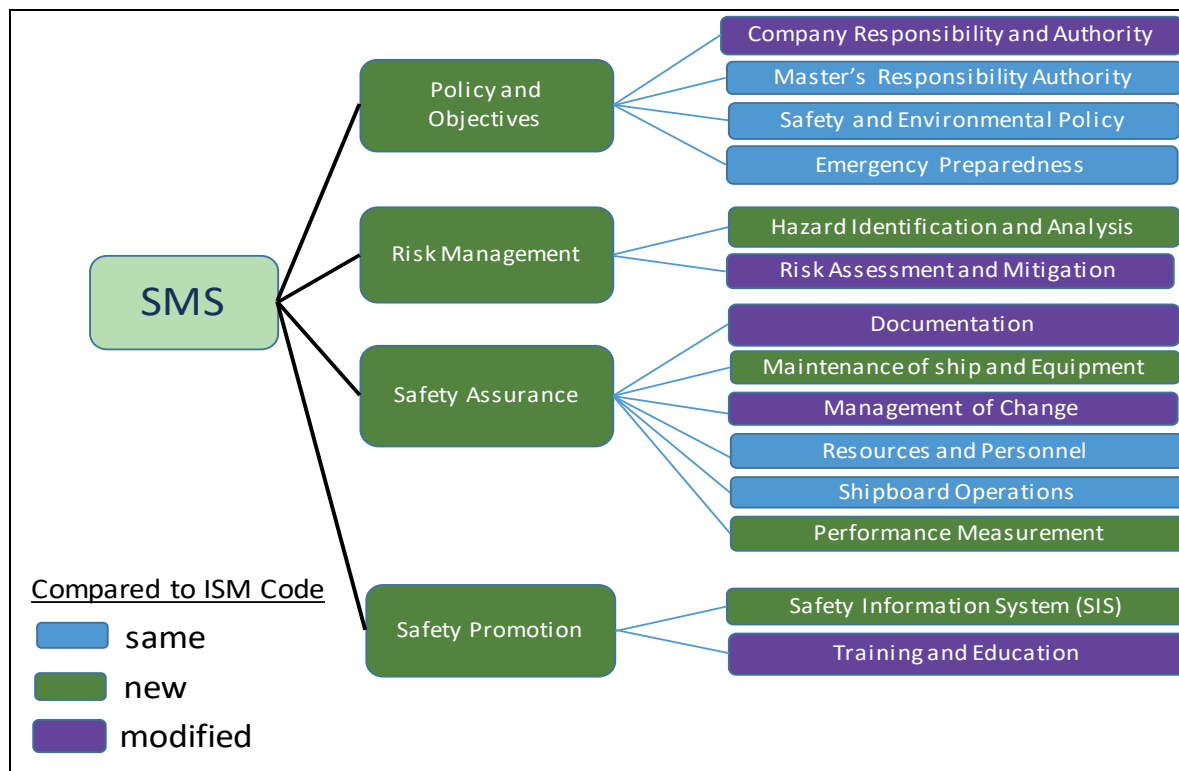 SMS
Policy and
Objectives
Company Responsibility and Authority
Master's Responsibility Authority
Safety and Environmental Policy
Emergency Preparedness
Risk Management
Hazard Identification and Analysis
Risk Assessment and Mitigation
Safety Assurance
Documentation
Maintenance of ship and Equipment
Management of Change
Resources and Personnel
Shipboard Operations
Performance Measurement
Safety Promotion
Safety Information System (SIS)
Training and Education
Compared to ISM Code
same
new
modified